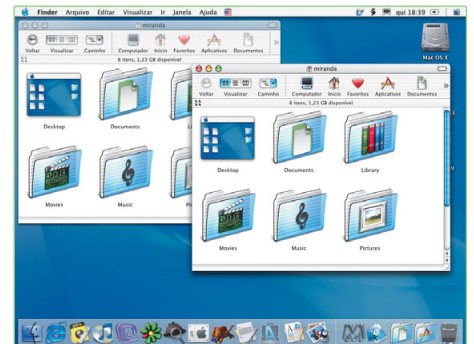 Finder Arquivo Editar Visualizar Ir Janela Ajuda qui 18:39
miranda
Voltar Visualizar Caminho Computador Início Favoritos Aplicativos Documentos
8 itens, 1,23 GB disponível
Desktop Documents Li
Movies Music Pi
Mac OS X
miranda
Voltar Visualizar Caminho Computador Início Favoritos Aplicativos Documentos
8 itens, 1,23 GB disponível
Desktop Documents Library
Movies Music Pictures